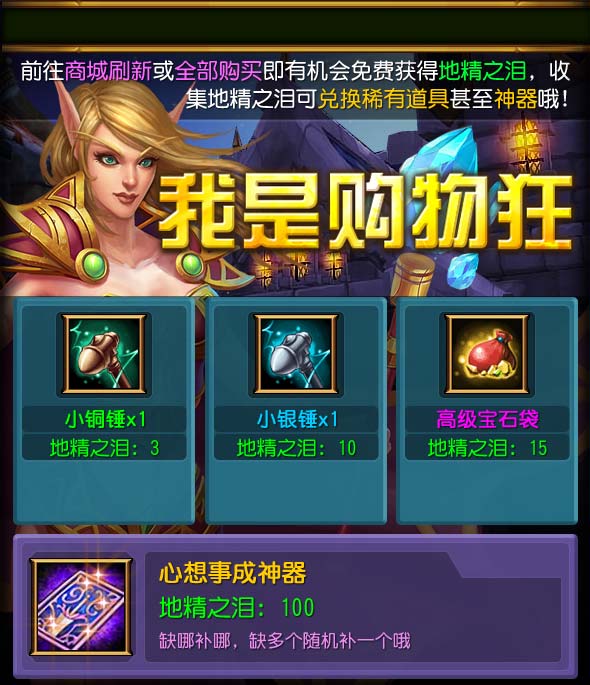 前往商城刷新或全部购买即有机会免费获得地精之泪，收
集地精之泪可兑换稀有道具甚至神器哦！
我是购物狂
小铜锤x1
地精之泪：3
小银锤x1
地精之泪：10
高级宝石袋
地精之泪：15
心想事成神器
地精之泪：100
缺哪补哪，缺多个随机补一个哦